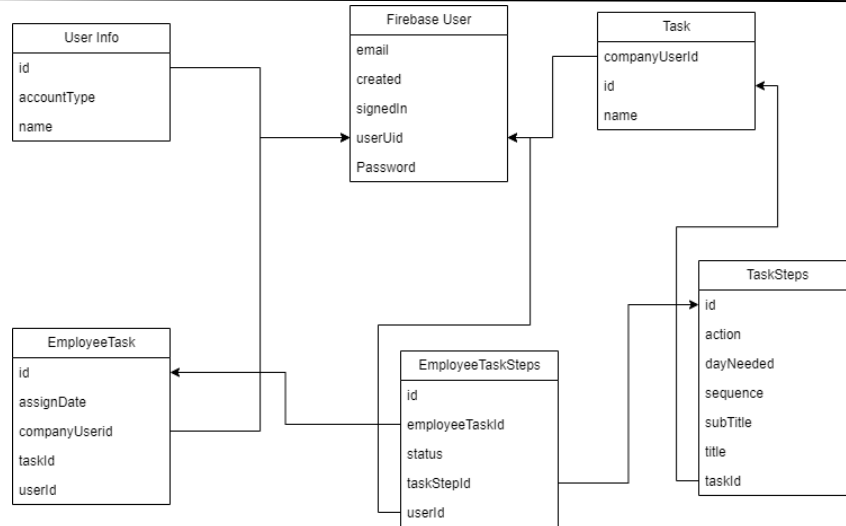 User Info
id
accountType
name
Firebase User
email
created
signedIn
userUid
Password
Task
companyUserId
id
name
EmployeeTask
id
assignDate
companyUserid
taskId
userId
EmployeeTaskSteps
id
employeeTaskId
status
taskStepId
userId
TaskSteps
id
action
dayNeeded
sequence
subTitle
title
taskId